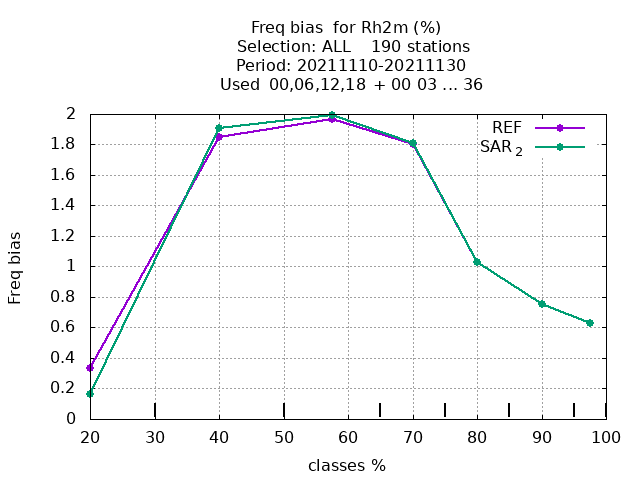 Freq bias for Rh2m (%)
Selection: ALL 190 stations
Period: 20211110-20211130
Used 00,06,12,18 + 00 03 ... 36
REF
SAR 2
2
1.8
1.6
1.4
1.2
1
0.8
0.6
0.4
0.2
0
Freq bias
20 30 40 50 60 70 80 90 100
classes %